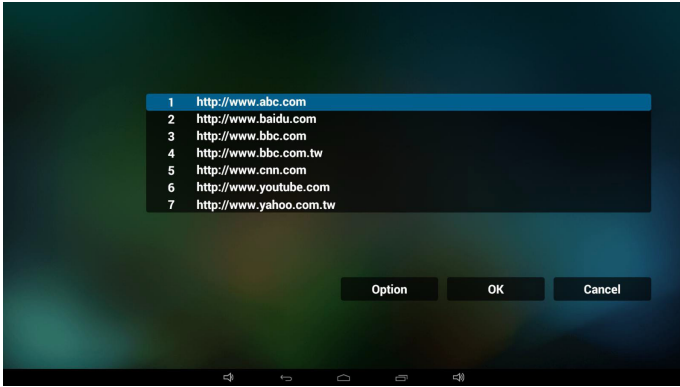 1 http://www.abc.com
2 http://www.baidu.com
3 http://www.bbc.com
4 http://www.bbc.com.tw
5 http://www.cnn.com
6 http://www.youtube.com
7 http://www.yahoo.com.tw
Option OK Cancel